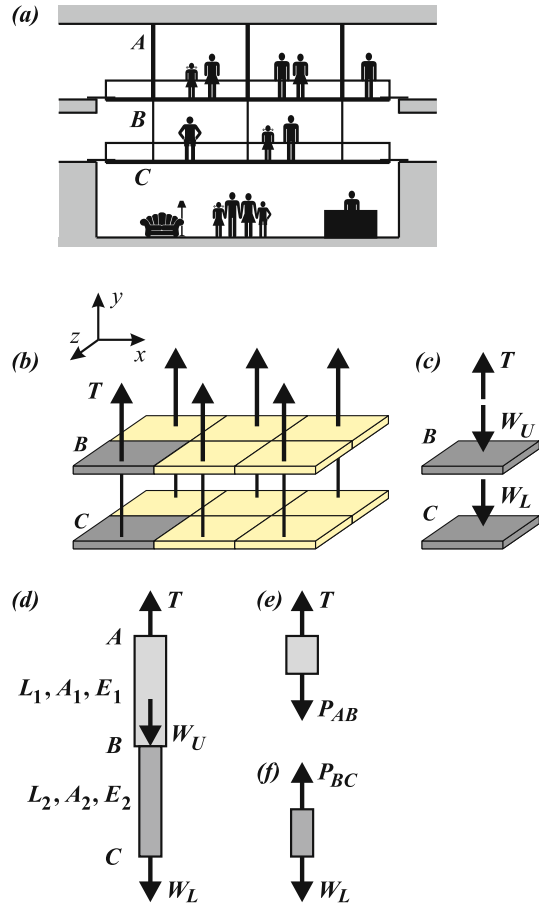 (a)
A
B
C
y
z
x
(b)
T
B
C
(c)
T
W_U
B
W_L
C
(d)
T
A
L_1, A_1, E_1
W_U
B
L_2, A_2, E_2
C
W_L
(e)
T
P_AB
(f)
P_BC
W_L